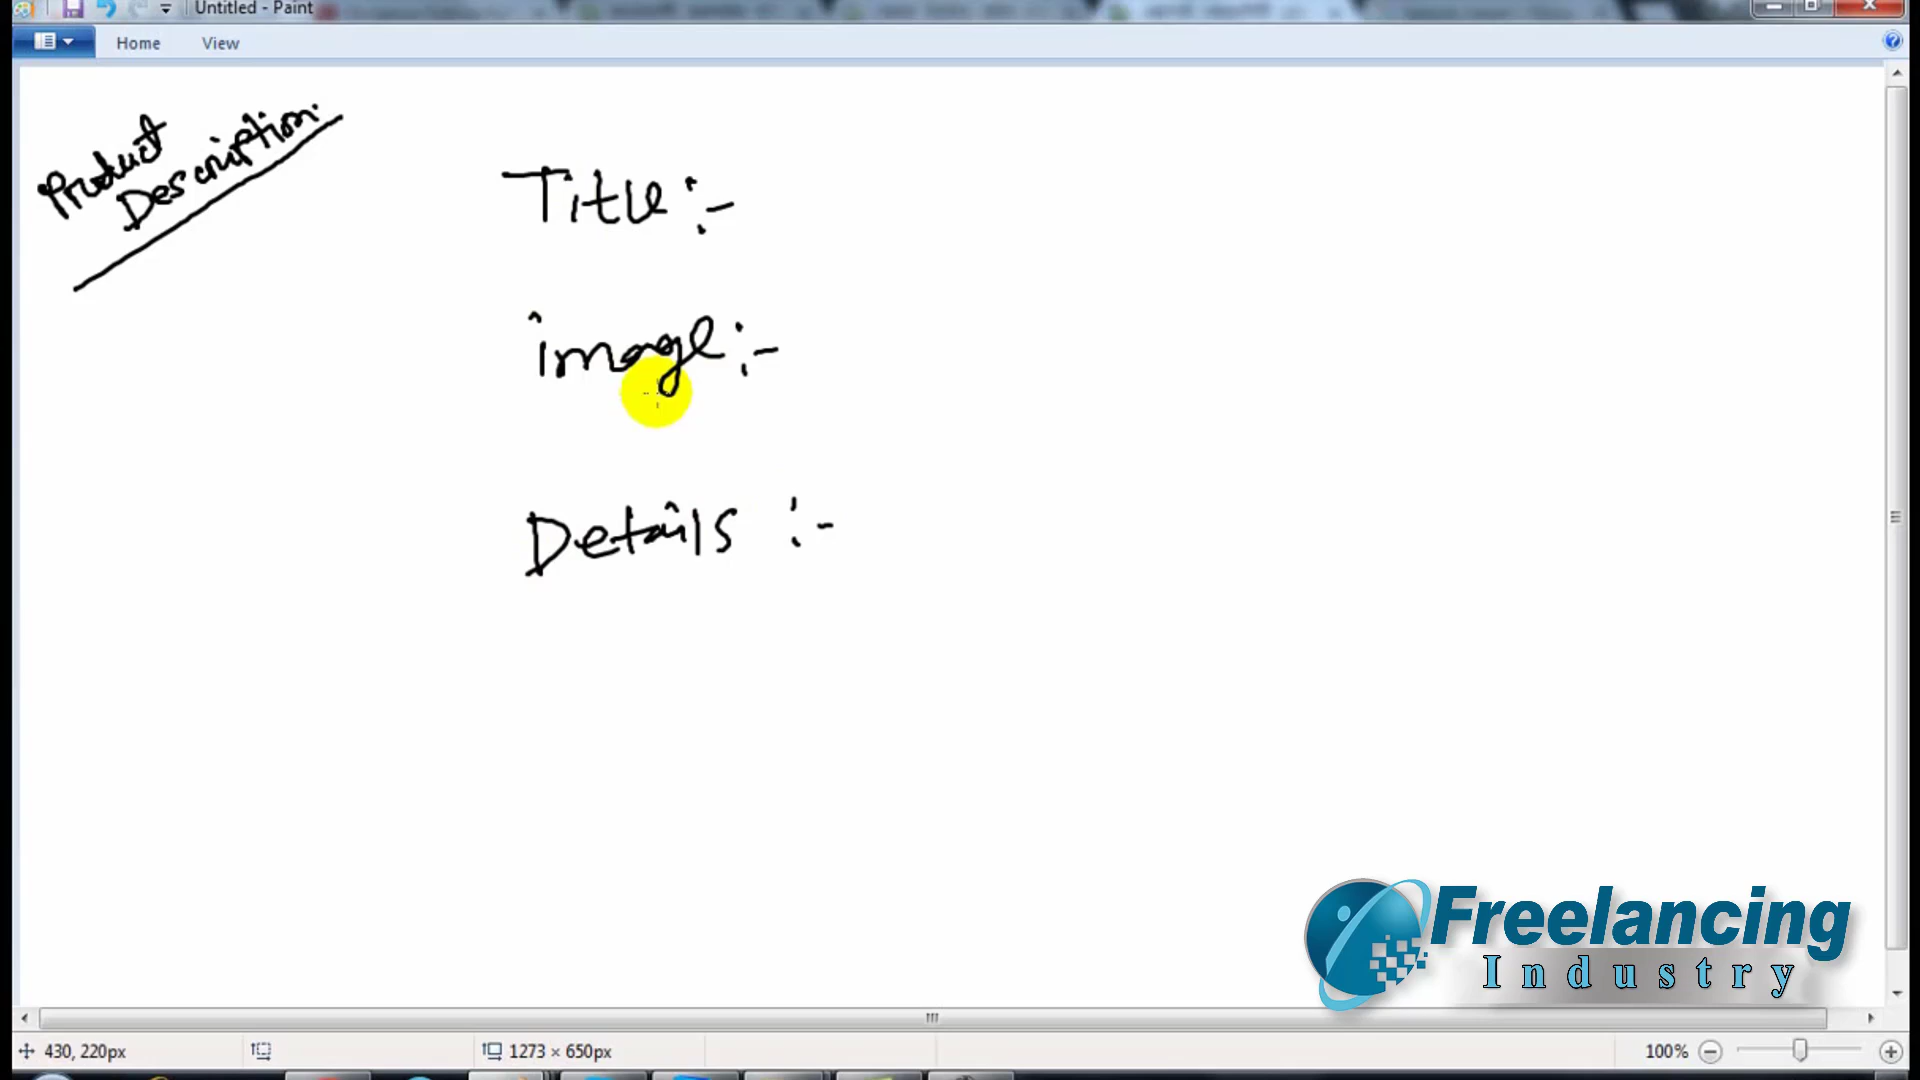 Untitled - Paint
Home View
Product
Description.
Title :-
image :-
Details :-
Freelancing
Industry
430, 220px
1273 × 650px
100%